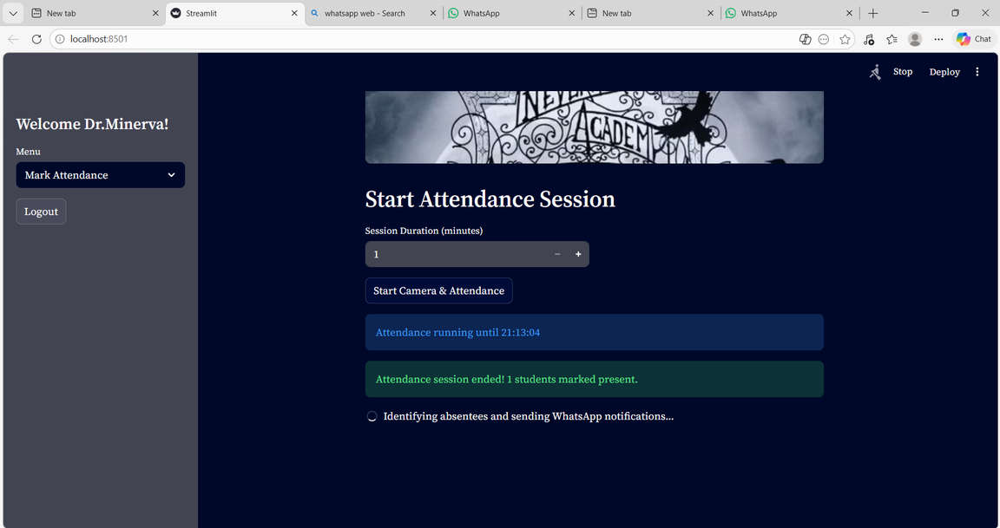 New tab
Streamlit
whatsapp web - Search
WhatsApp
New tab
WhatsApp
localhost:8501
Chat
Stop
Deploy
Welcome Dr.Minerva!
Menu
Mark Attendance
Logout
Start Attendance Session
Session Duration (minutes)
1
Start Camera & Attendance
Attendance running until 21:13:04
Attendance session ended! 1 students marked present.
Identifying absentees and sending WhatsApp notifications...